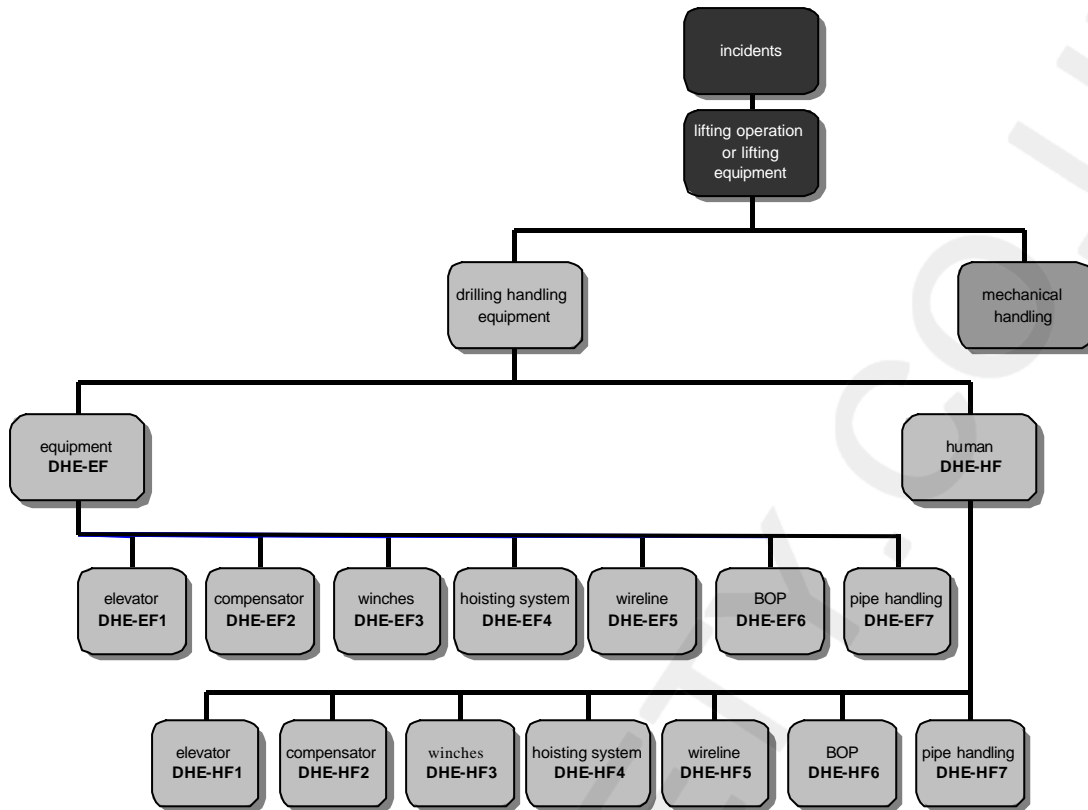 incidents
lifting operation
or lifting
equipment
drilling handling
equipment
mechanical
handling
equipment
DHE-EF
human
DHE-HF
elevator
DHE-EF1
compensator
DHE-EF2
winches
DHE-EF3
hoisting system
DHE-EF4
wireline
DHE-EF5
BOP
DHE-EF6
pipe handling
DHE-EF7
elevator
DHE-HF1
compensator
DHE-HF2
winches
DHE-HF3
hoisting system
DHE-HF4
wireline
DHE-HF5
BOP
DHE-HF6
pipe handling
DHE-HF7